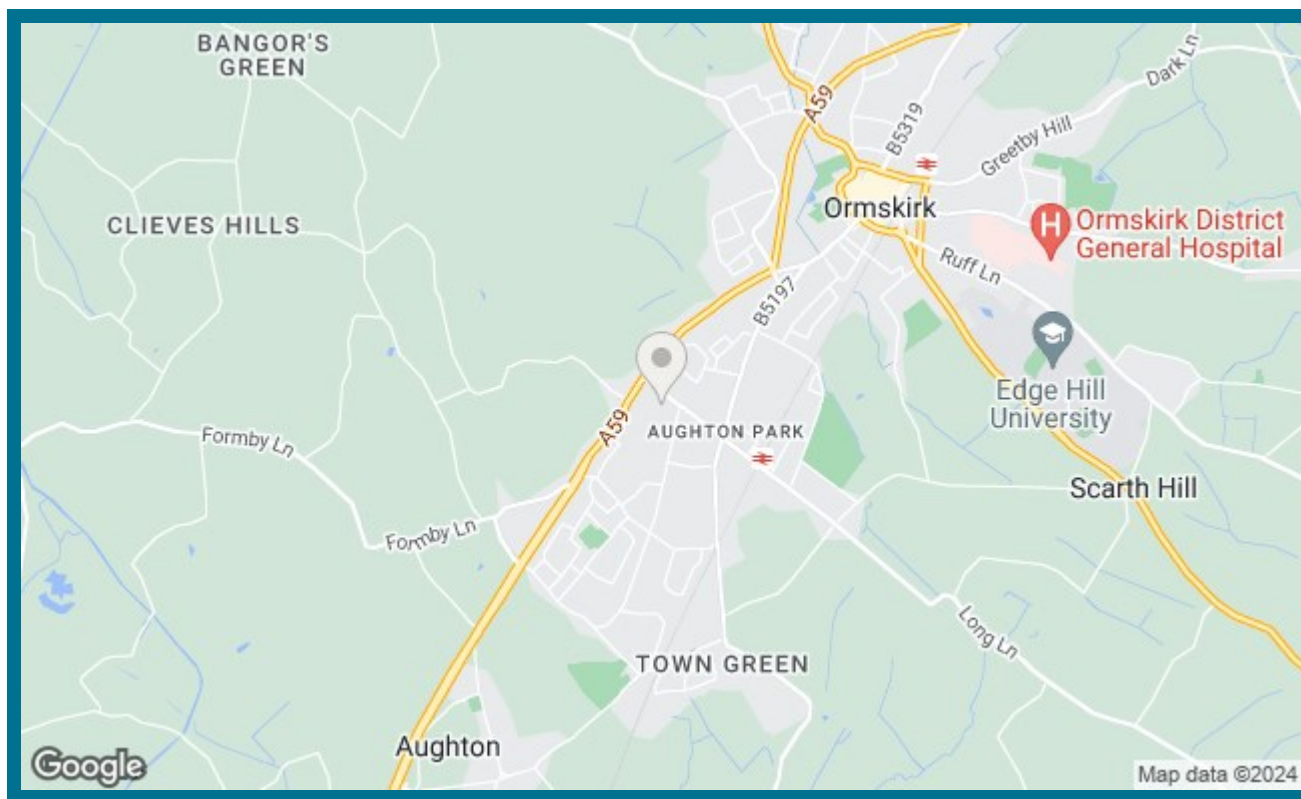 BANGOR'S
GREEN
A59
B5319
Dark Ln
Greetby Hill
CLIEVES HILLS
Ormskirk
H
Ormskirk District
General Hospital
Ruff Ln
B5197
Edge Hill
University
A59
AUGHTON PARK
Formby Ln
Scarth Hill
Formby Ln
Long Ln
TOWN GREEN
Aughton
Google
Map data ©2024